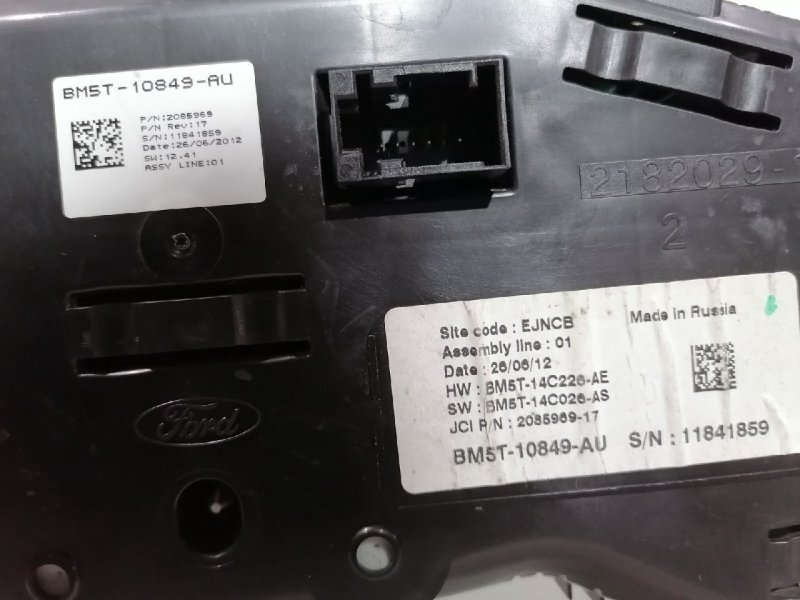 BM5T-10849-AU
P/N:2085969
P/N Rev:17
S/N:11841859
Date:26/06/2012
SW:12.41
ASSY LINE:01
2182029-
2
Ford
Site code : EJNCB
Made in Russia
Assembly line : 01
Date : 26/06/12
HW : BM5T-14C226-AE
SW : BM5T-14C026-AS
JCI P/N : 2085969-17
BM5T-10849-AU S/N : 11841859